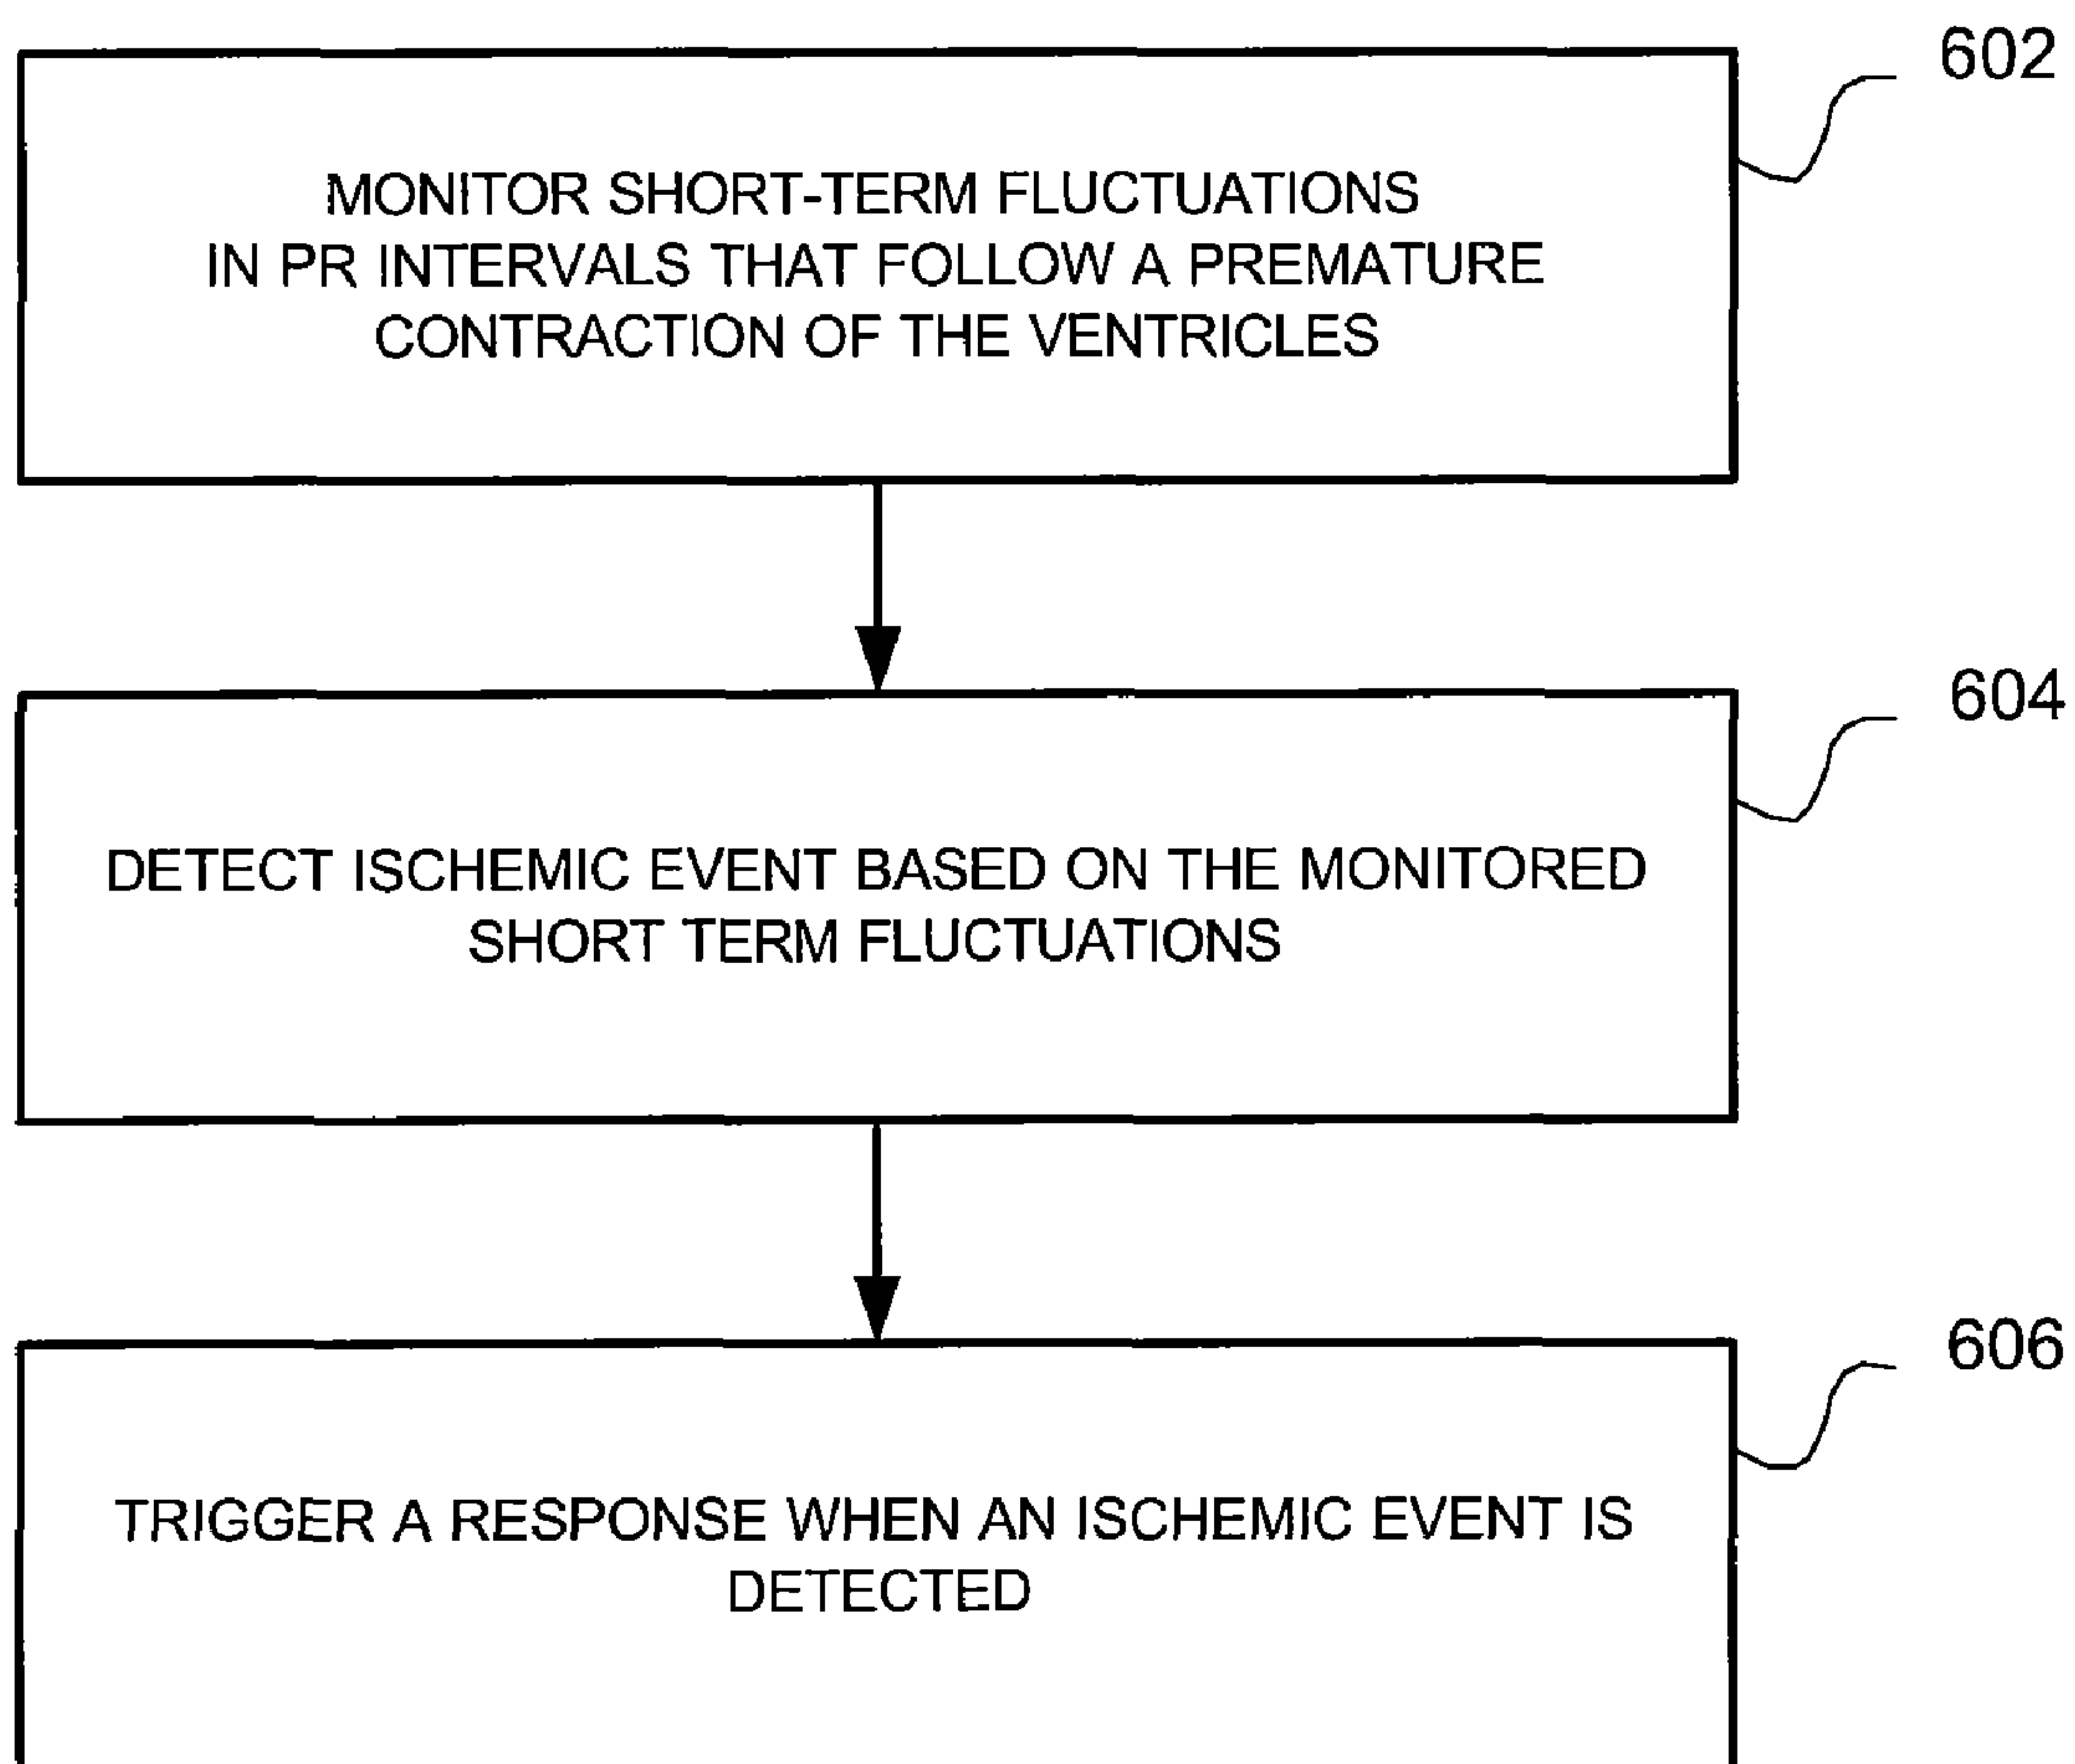 602
MONITOR SHORT-TERM FLUCTUATIONS
IN PR INTERVALS THAT FOLLOW A PREMATURE
CONTRACTION OF THE VENTRICLES
604
DETECT ISCHEMIC EVENT BASED ON THE MONITORED
SHORT TERM FLUCTUATIONS
606
TRIGGER A RESPONSE WHEN AN ISCHEMIC EVENT IS
DETECTED